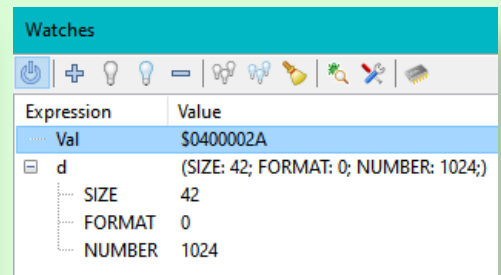 Watches
Expression Value
Val $0400002A
d (SIZE: 42; FORMAT: 0; NUMBER: 1024;)
SIZE 42
FORMAT 0
NUMBER 1024